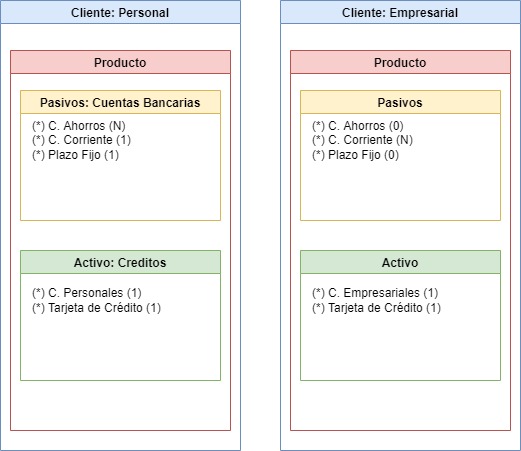 Cliente: Personal
Producto
Pasivos: Cuentas Bancarias
(*) C. Ahorros (N)
(*) C. Corriente (1)
(*) Plazo Fijo (1)
Activo: Creditos
(*) C. Personales (1)
(*) Tarjeta de Crédito (1)
Cliente: Empresarial
Producto
Pasivos
(*) C. Ahorros (0)
(*) C. Corriente (N)
(*) Plazo Fijo (0)
Activo
(*) C. Empresariales (1)
(*) Tarjeta de Crédito (1)